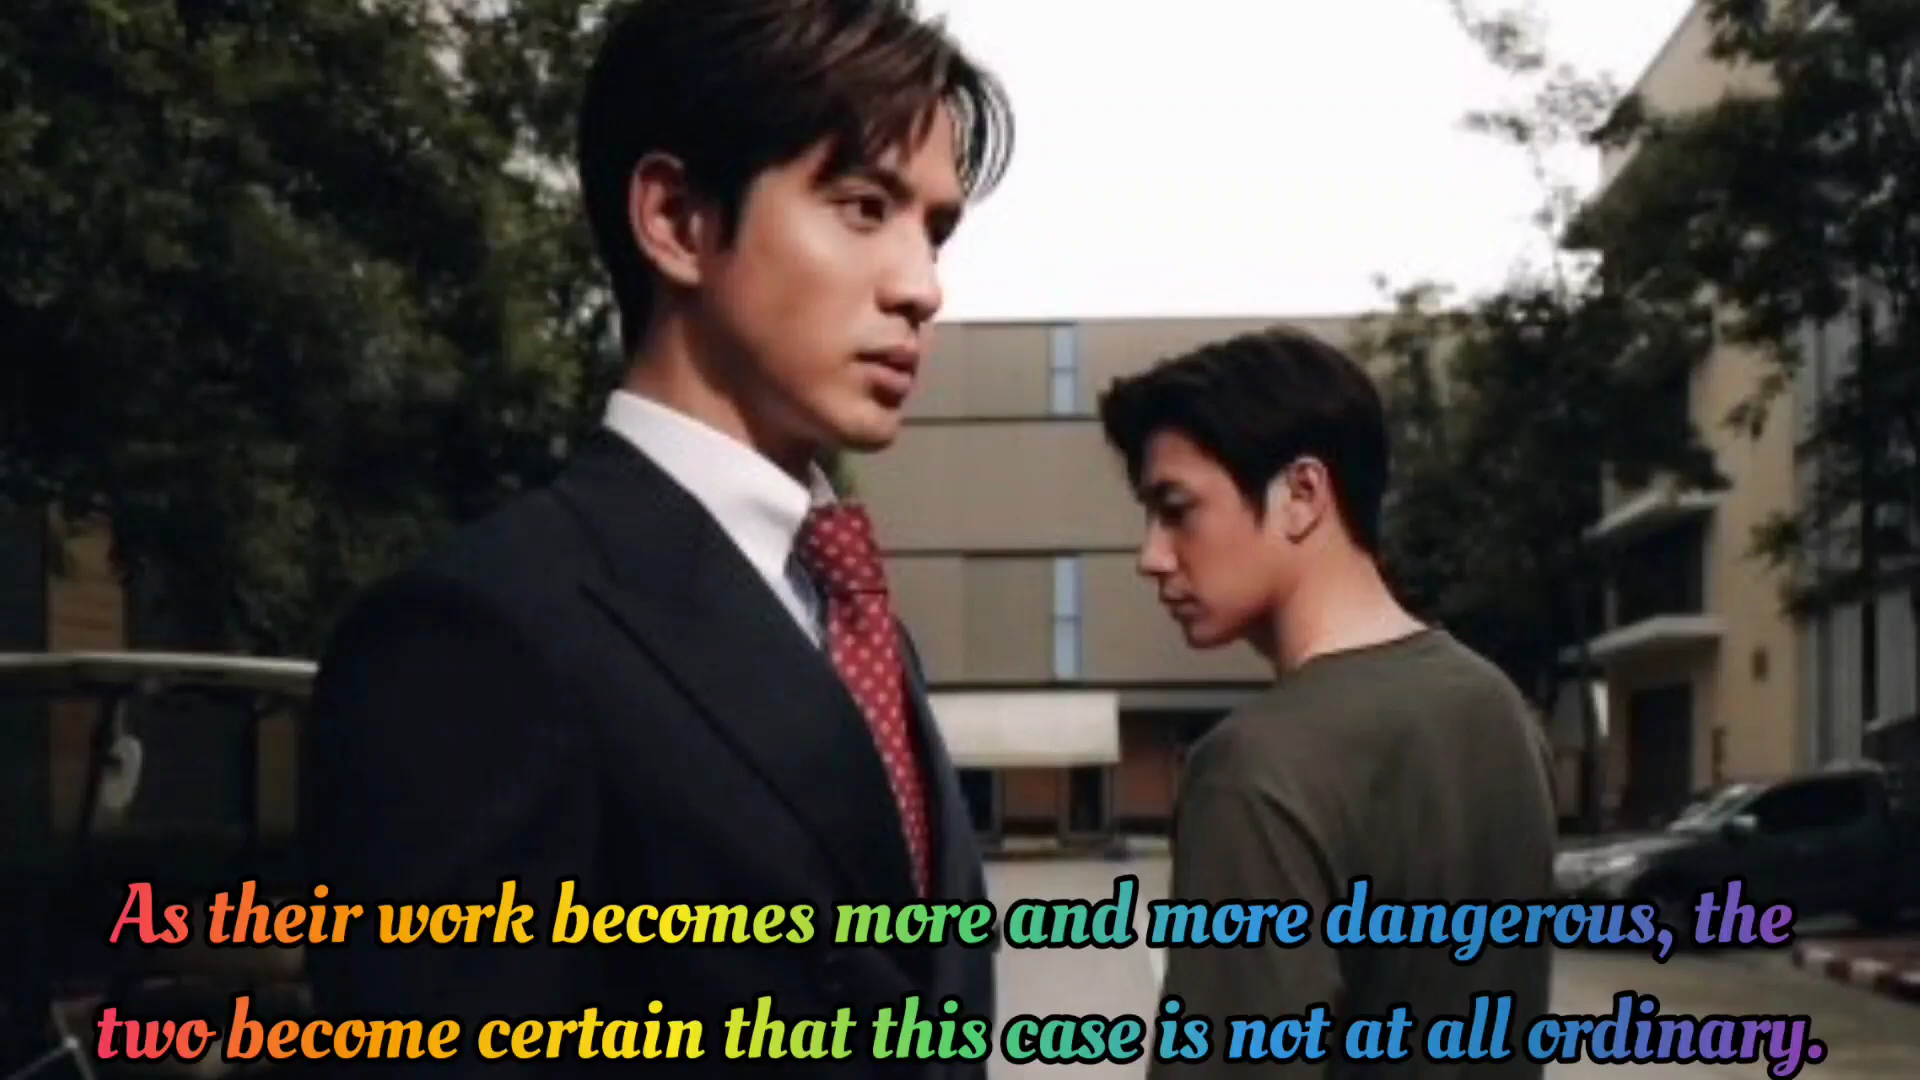 As their work becomes more and more dangerous, the
two become certain that this case is not at all ordinary.